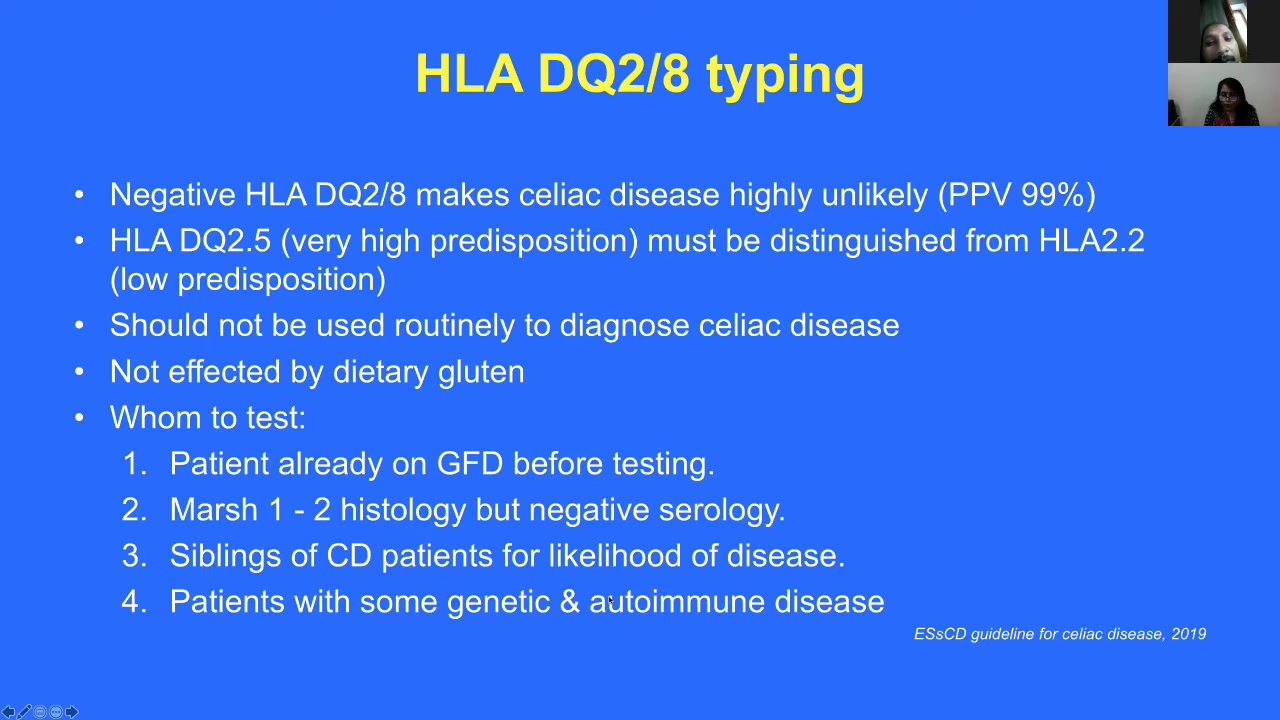 HLA DQ2/8 typing
• Negative HLA DQ2/8 makes celiac disease highly unlikely (PPV 99%)
• HLA DQ2.5 (very high predisposition) must be distinguished from HLA2.2
(low predisposition)
• Should not be used routinely to diagnose celiac disease
• Not effected by dietary gluten
• Whom to test:
1. Patient already on GFD before testing.
2. Marsh 1 - 2 histology but negative serology.
3. Siblings of CD patients for likelihood of disease.
4. Patients with some genetic & autoimmune disease
ESsCD guideline for celiac disease, 2019